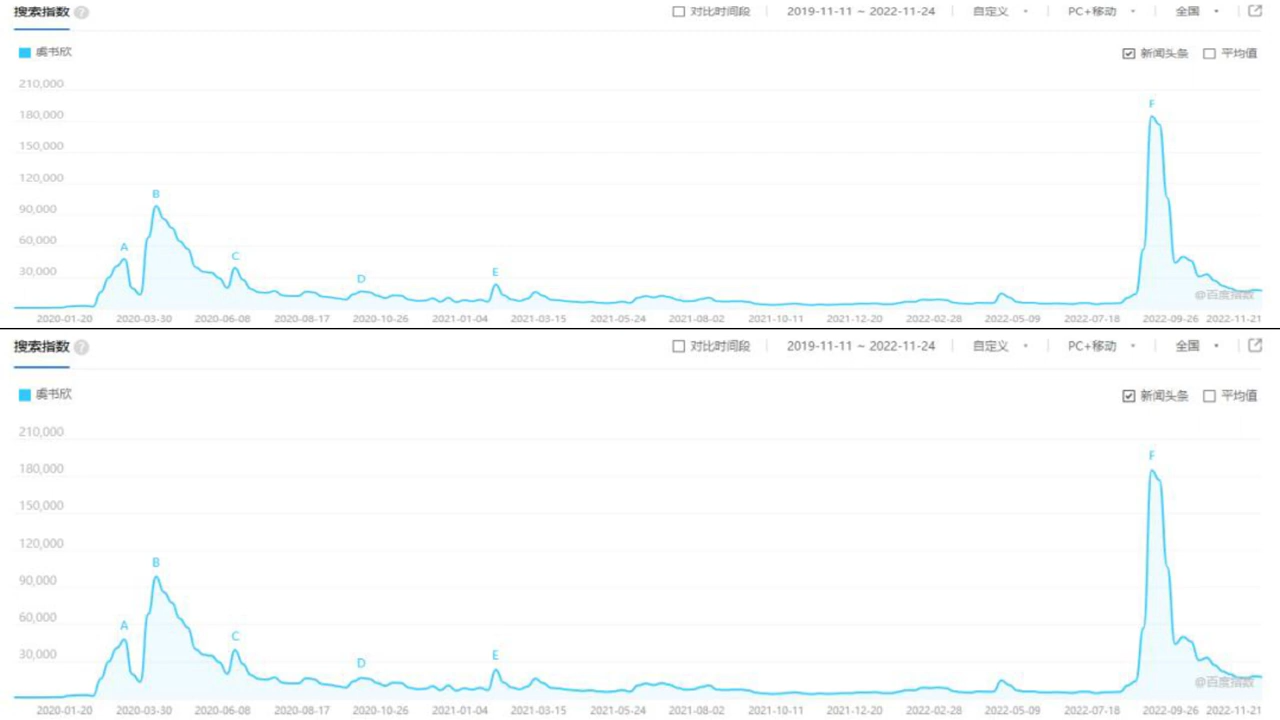 搜索指数 ? 对比时间段 2019-11-11 ~ 2022-11-24 自定义 PC+移动 全国
虞书欣 新闻头条 平均值
210,000
F
180,000
150,000
120,000
B
90,000
A
C
60,000
D
E
30,000
@百度指数
2020-01-20 2020-03-30 2020-06-08 2020-08-17 2020-10-26 2021-01-04 2021-03-15 2021-05-24 2021-08-02 2021-10-11 2021-12-20 2022-02-28 2022-05-09 2022-07-18 2022-09-26 2022-11-21
搜索指数 ? 对比时间段 2019-11-11 ~ 2022-11-24 自定义 PC+移动 全国
虞书欣 新闻头条 平均值
210,000
F
180,000
150,000
120,000
B
90,000
60,000
A
C
30,000
D
E
@百度指数
2020-01-20 2020-03-30 2020-06-08 2020-08-17 2020-10-26 2021-01-04 2021-03-15 2021-05-24 2021-08-02 2021-10-11 2021-12-20 2022-02-28 2022-05-09 2022-07-18 2022-09-26 2022-11-21